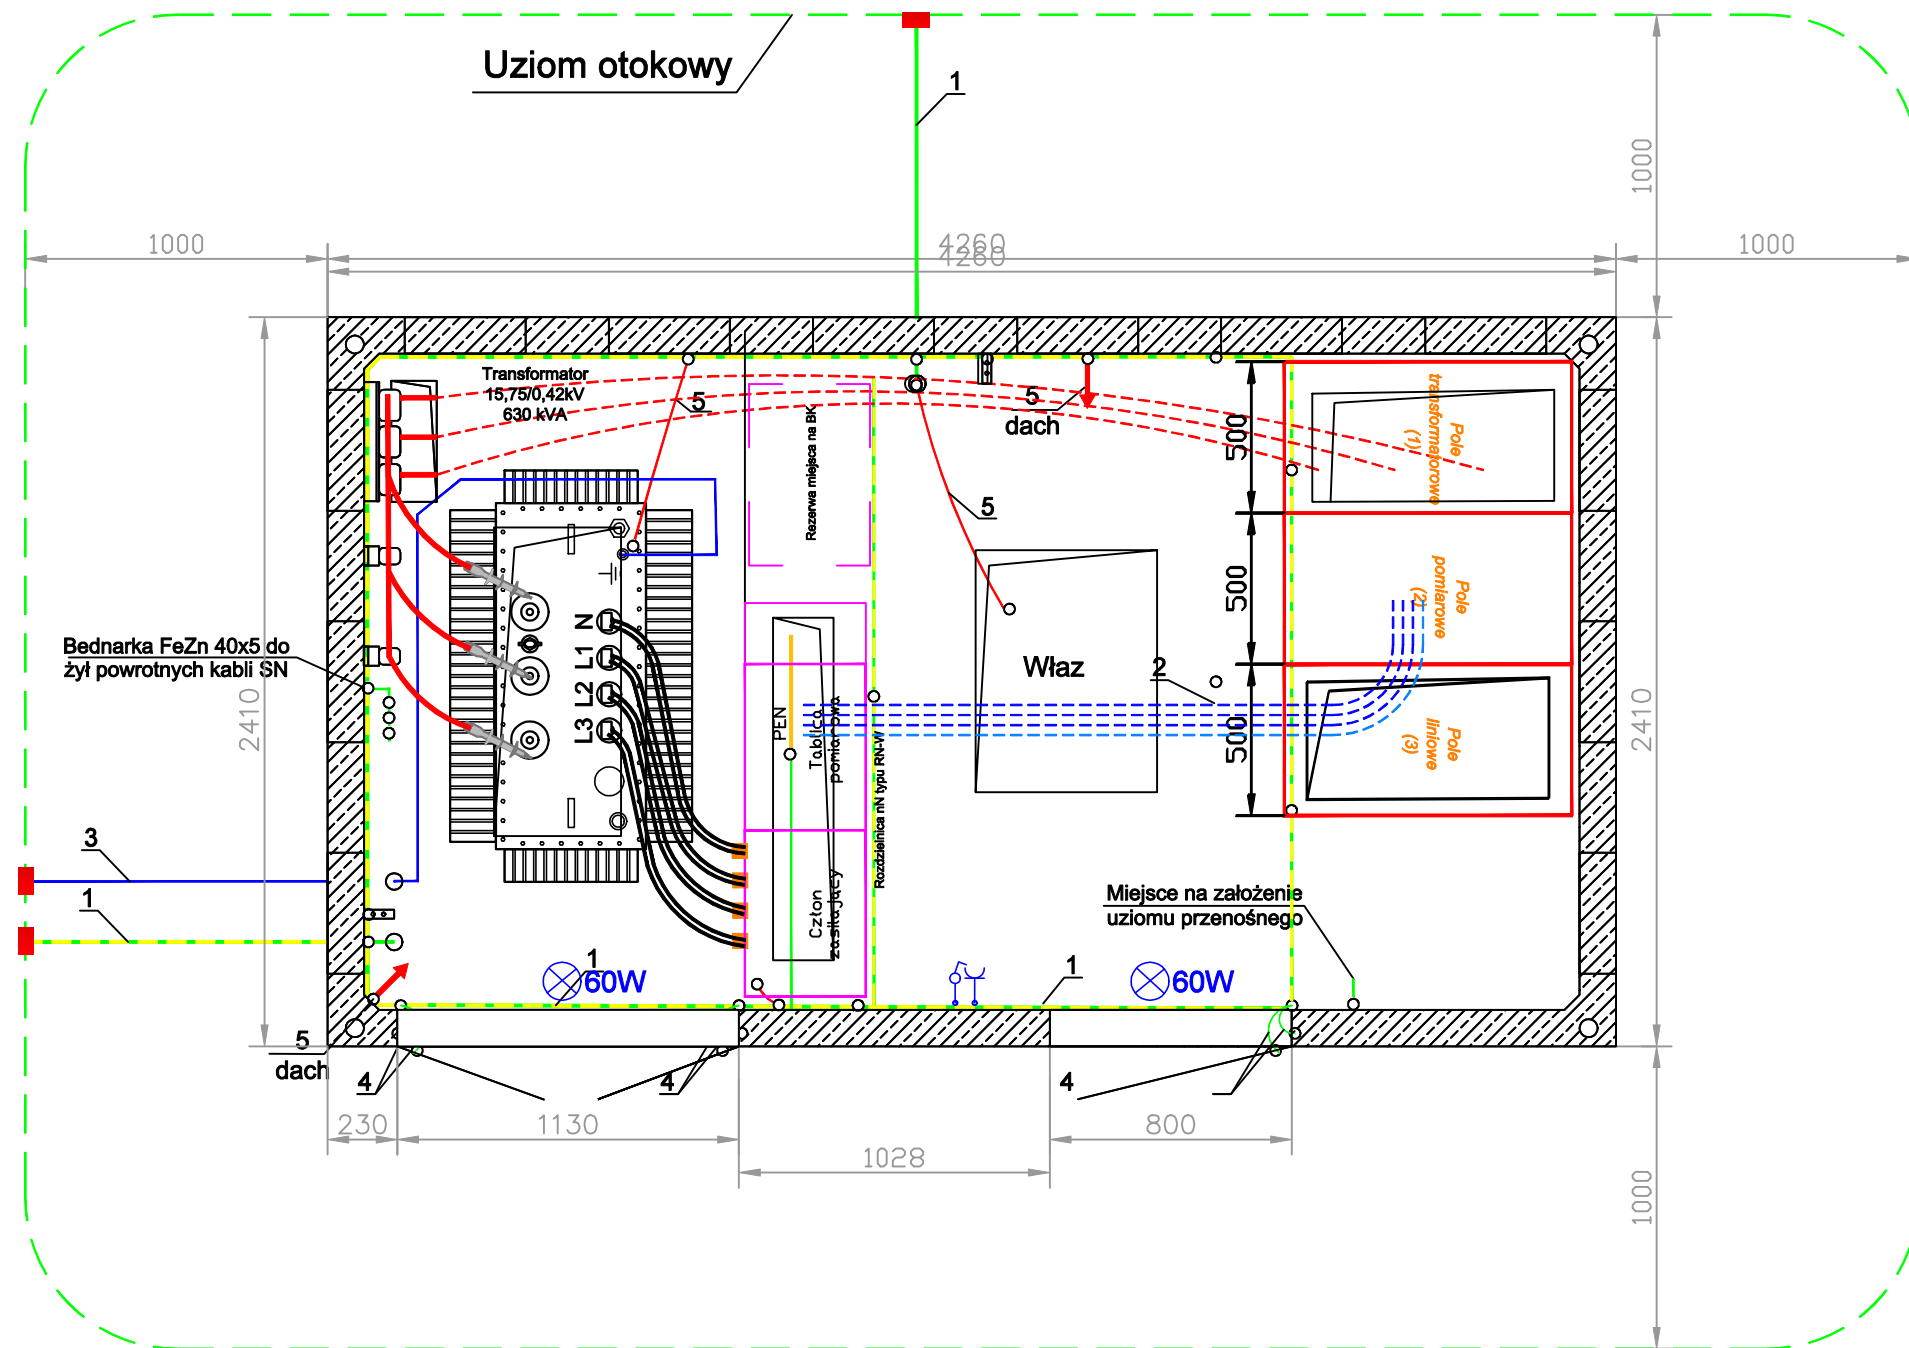 Uziom otokowy
1
1000
1000
4260
4260
1000
Transformator
15,75/0,42kV
630 kVA
5
5
dach
Rezerwa miejsca na BK
500
Pole
transformatorowe
(1)
5
500
Pole
pomiarowe
(2)
N
L1
L2
L3
Bednarka FeZn 40x5 do
żył powrotnych kabli SN
Właz
2
2410
2410
PEN
Tablica
pomiarowa
Rozdzielnica nN typu RN-W
500
Pole
liniowe
(3)
3
1
Człon
zasilający
Miejsce na założenie
uziomu przenośnego
1
60W
1
60W
5
dach
4
4
4
230
1130
1028
800
1000